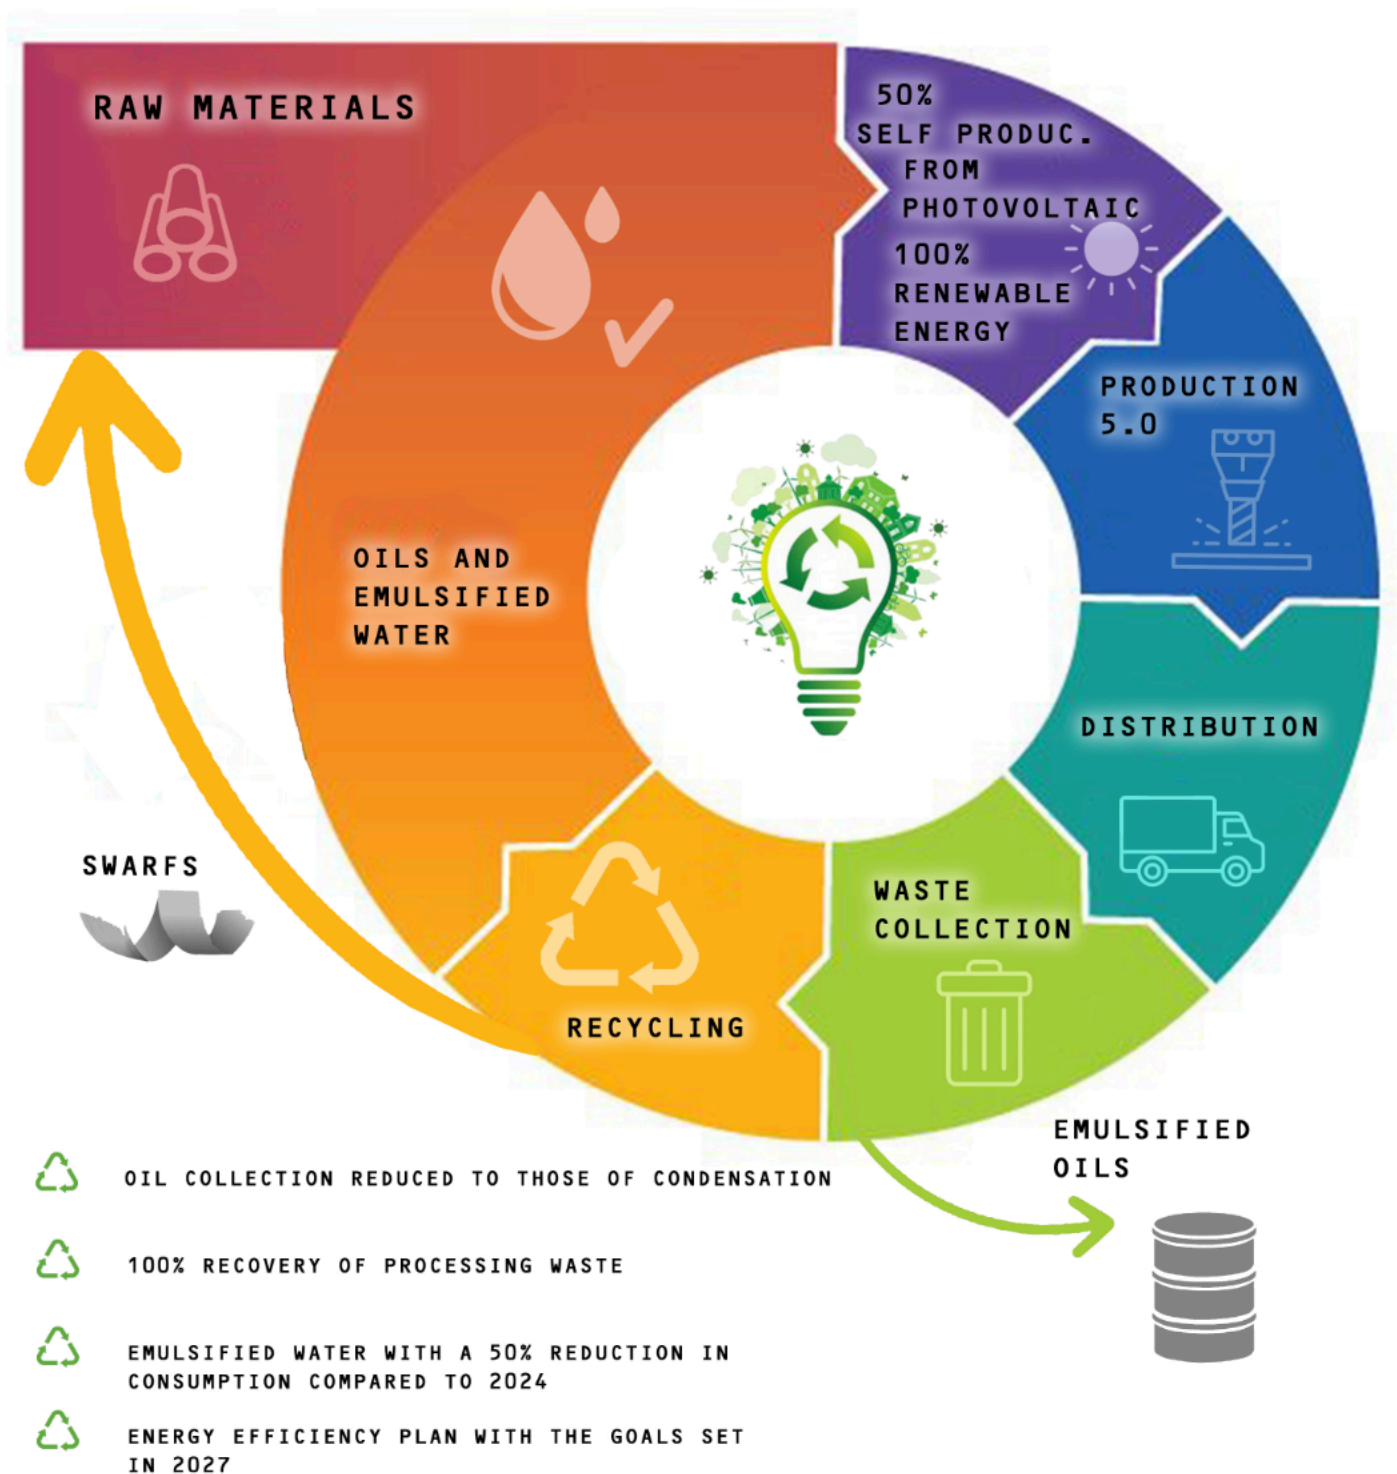 RAW MATERIALS
50%
SELF PRODUC.
FROM
PHOTOVOLTAIC
100%
RENEWABLE
ENERGY
PRODUCTION
5.0
OILS AND
EMULSIFIED
WATER
DISTRIBUTION
SWARFS
WASTE
COLLECTION
RECYCLING
EMULSIFIED
OILS
OIL COLLECTION REDUCED TO THOSE OF CONDENSATION
100% RECOVERY OF PROCESSING WASTE
EMULSIFIED WATER WITH A 50% REDUCTION IN
CONSUMPTION COMPARED TO 2024
ENERGY EFFICIENCY PLAN WITH THE GOALS SET
IN 2027